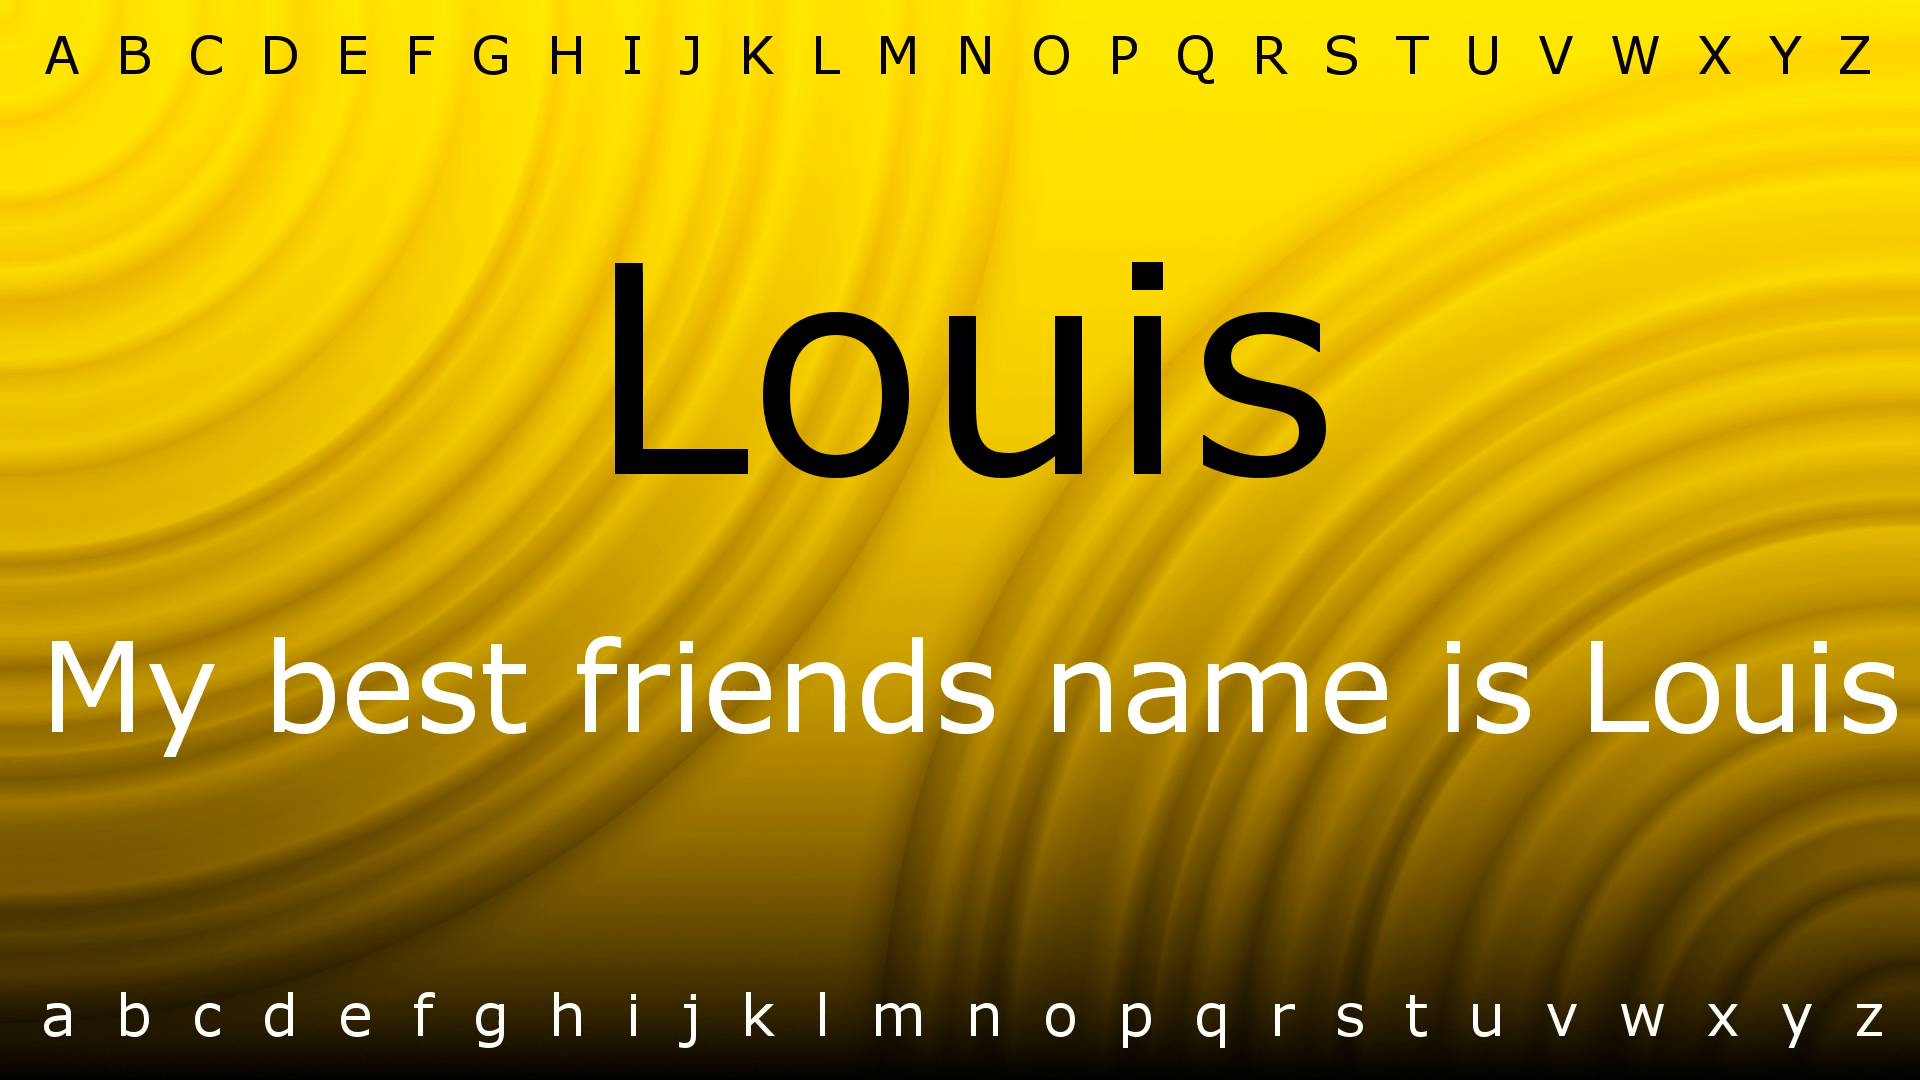 A B C D E F G H I J K L M N O P Q R S T U V W X Y Z
Louis
My best friends name is Louis
a b c d e f g h i j k l m n o p q r s t u v w x y z